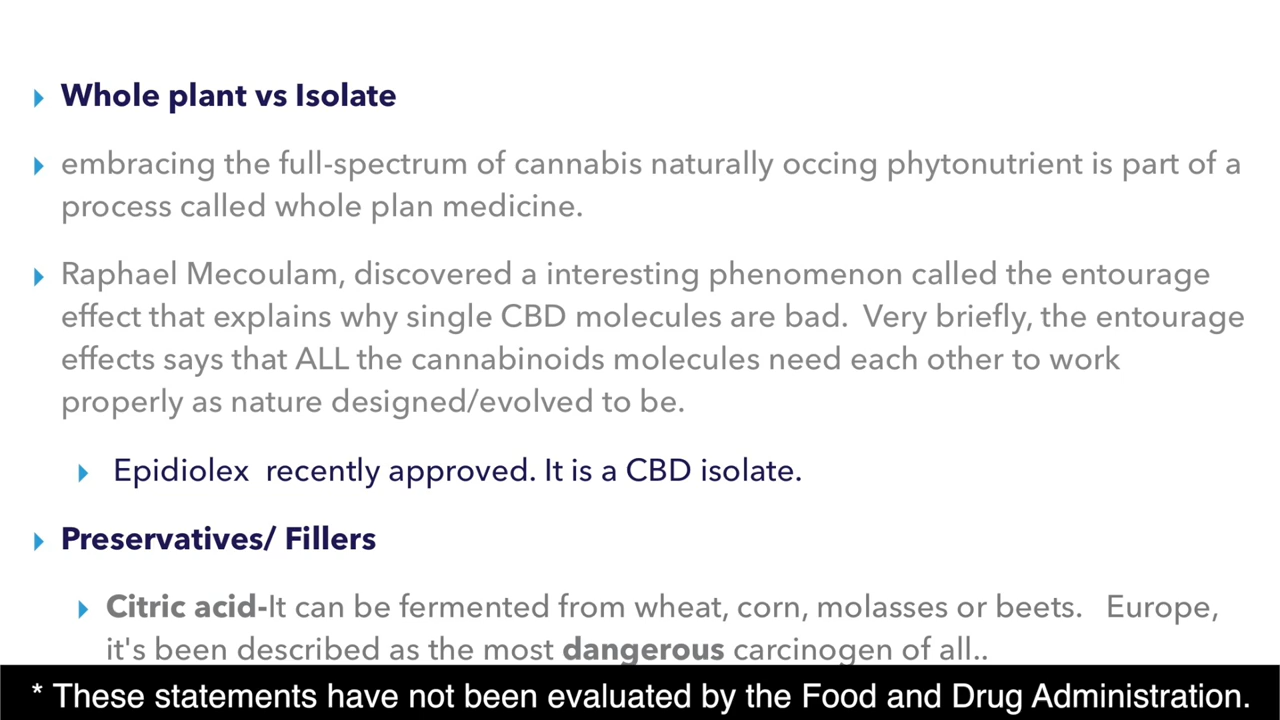 Whole plant vs Isolate
embracing the full-spectrum of cannabis naturally occing phytonutrient is part of a
process called whole plan medicine.
Raphael Mecoulam, discovered a interesting phenomenon called the entourage
effect that explains why single CBD molecules are bad.  Very briefly, the entourage
effects says that ALL the cannabinoids molecules need each other to work
properly as nature designed/evolved to be.
Epidiolex  recently approved. It is a CBD isolate.
Preservatives/ Fillers
Citric acid-It can be fermented from wheat, corn, molasses or beets.   Europe,
it's been described as the most dangerous carcinogen of all..
* These statements have not been evaluated by the Food and Drug Administration.